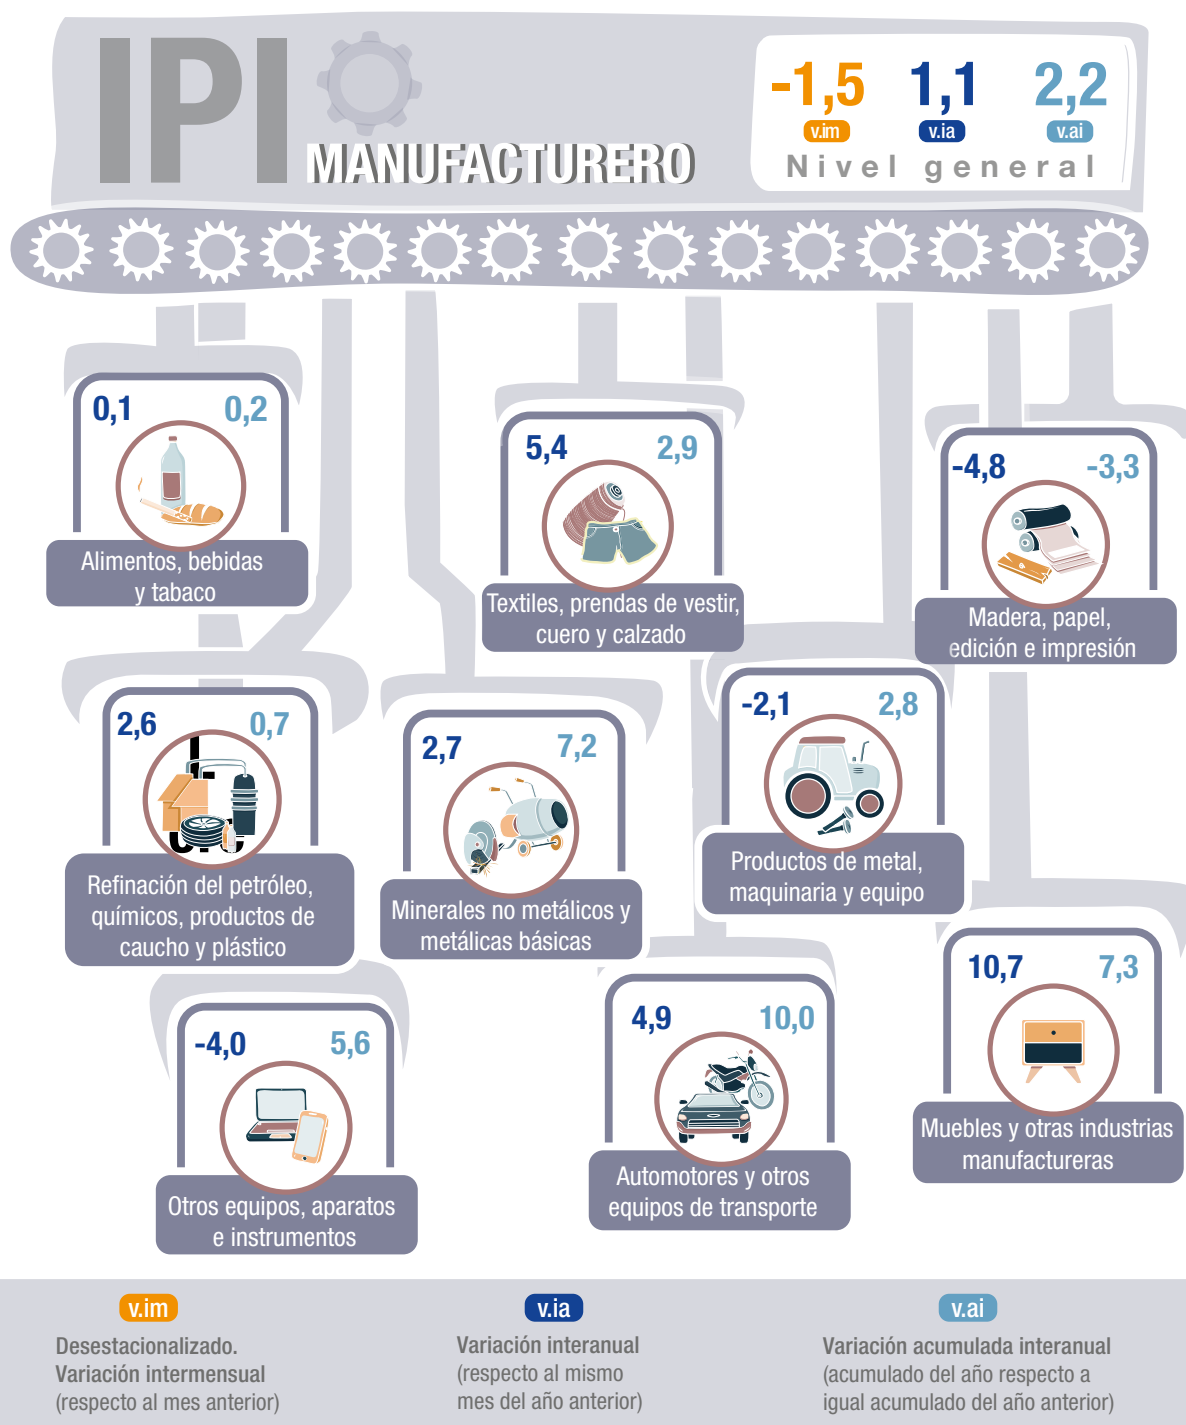 IPI
MANUFACTURERO
-1,5 1,1 2,2
v.im v.ia v.ai
Nivel general
0,1 0,2
Alimentos, bebidas
y tabaco
5,4 2,9
Textiles, prendas de vestir,
cuero y calzado
-4,8 -3,3
Madera, papel,
edición e impresión
2,6 0,7
Refinación del petróleo,
químicos, productos de
caucho y plástico
2,7 7,2
Minerales no metálicos y
metálicas básicas
-2,1 2,8
Productos de metal,
maquinaria y equipo
-4,0 5,6
Otros equipos, aparatos
e instrumentos
4,9 10,0
Automotores y otros
equipos de transporte
10,7 7,3
Muebles y otras industrias
manufactureras
v.im
Desestacionalizado.
Variación intermensual
(respecto al mes anterior)
v.ia
Variación interanual
(respecto al mismo
mes del año anterior)
v.ai
Variación acumulada interanual
(acumulado del año respecto a
igual acumulado del año anterior)